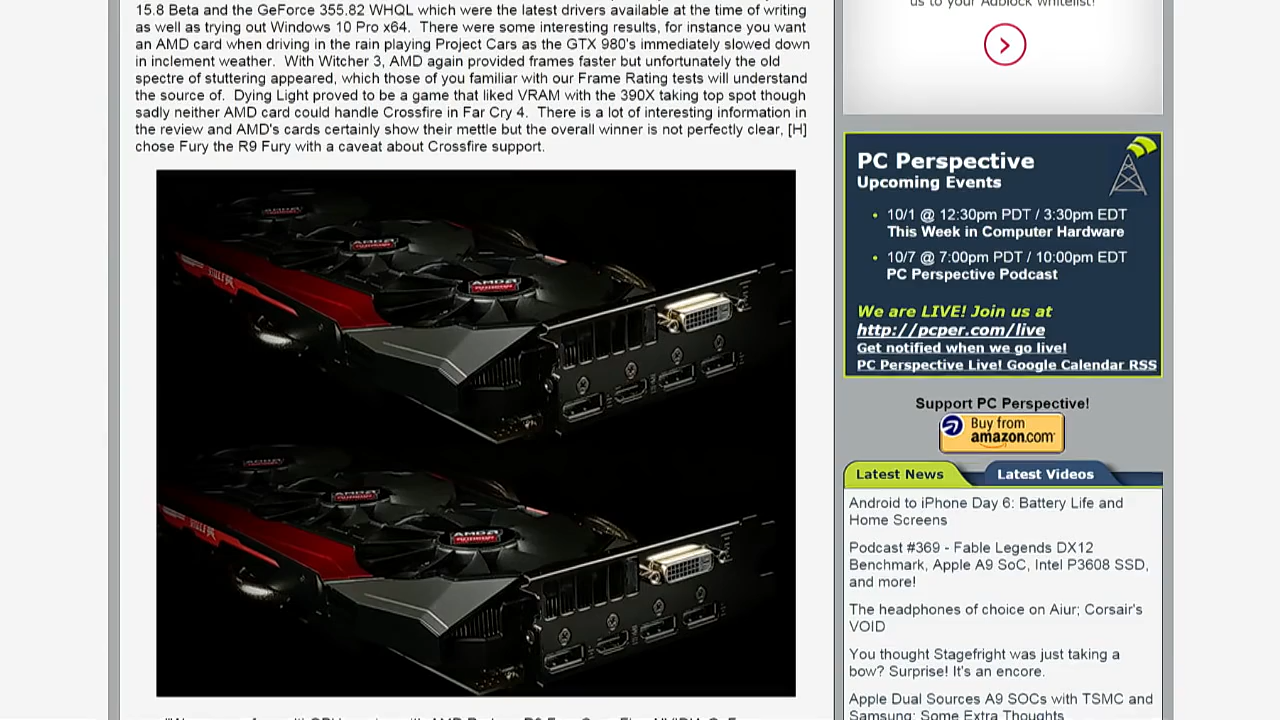 15.8 Beta and the GeForce 355.82 WHQL which were the latest drivers available at the time of writing
as well as trying out Windows 10 Pro x64.  There were some interesting results, for instance you want
an AMD card when driving in the rain playing Project Cars as the GTX 980's immediately slowed down
in inclement weather.  With Witcher 3, AMD again provided frames faster but unfortunately the old
spectre of stuttering appeared, which those of you familiar with our Frame Rating tests will understand
the source of.  Dying Light proved to be a game that liked VRAM with the 390X taking top spot though
sadly neither AMD card could handle Crossfire in Far Cry 4.  There is a lot of interesting information in
the review and AMD's cards certainly show their mettle but the overall winner is not perfectly clear, [H]
chose Fury the R9 Fury with a caveat about Crossfire support.
AMD
RADEON
AMD
RADEON
AMD
RADEON
AMD
RADEON
us to your Adblock whitelist!
PC Perspective
Upcoming Events
• 10/1 @ 12:30pm PDT / 3:30pm EDT
This Week in Computer Hardware
• 10/7 @ 7:00pm PDT / 10:00pm EDT
PC Perspective Podcast
We are LIVE! Join us at
http://pcper.com/live
Get notified when we go live!
PC Perspective Live! Google Calendar RSS
Support PC Perspective!
Buy from
amazon.com
Latest News
Latest Videos
Android to iPhone Day 6: Battery Life and
Home Screens
Podcast #369 - Fable Legends DX12
Benchmark, Apple A9 SoC, Intel P3608 SSD,
and more!
The headphones of choice on Aiur; Corsair's
VOID
You thought Stagefright was just taking a
bow? Surprise! It's an encore.
Apple Dual Sources A9 SOCs with TSMC and
Samsung: Some Extra Thoughts